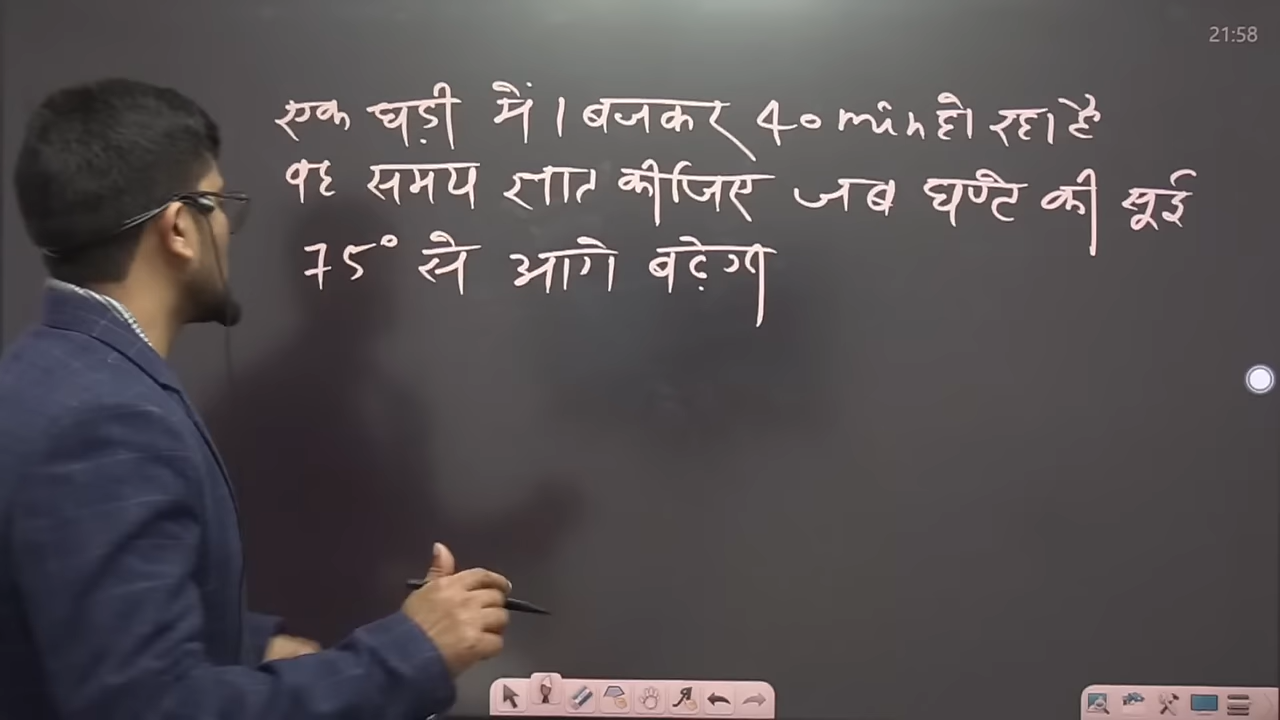 21:58
एक घड़ी में 1 बजकर 40 min हो रहा है
वह समय ज्ञात कीजिए जब घण्टे की सूई
75° से आगे बढ़ेगी